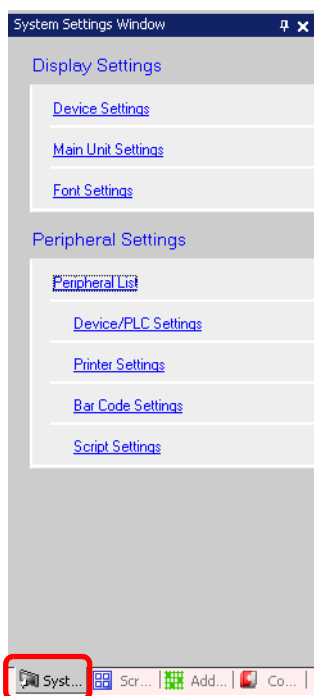 System Settings Window
Display Settings
Device Settings
Main Unit Settings
Font Settings
Peripheral Settings
Peripheral List
Device/PLC Settings
Printer Settings
Bar Code Settings
Script Settings
Syst... Scr... Add... Co...